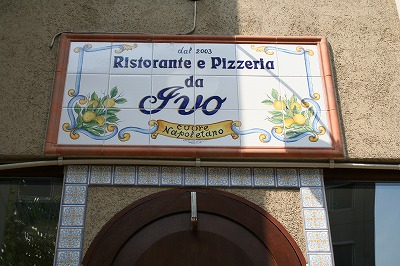 dal 2003
Ristorante e Pizzeria
da
Ivo
Cuore
Napoletano